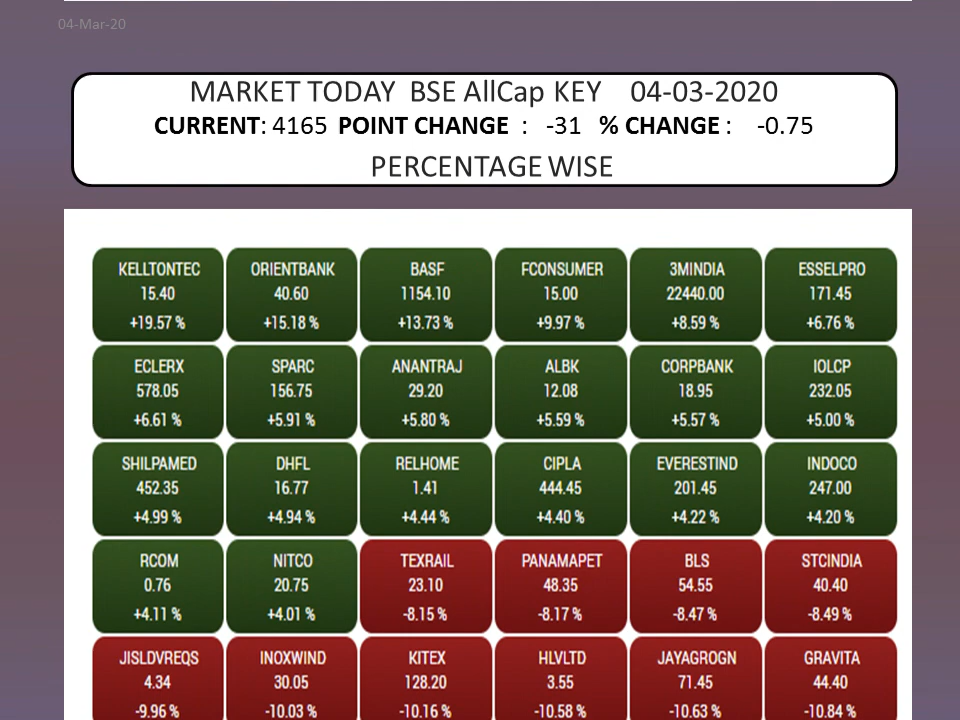 04-Mar-20
MARKET TODAY BSE AllCap KEY 04-03-2020
CURRENT: 4165 POINT CHANGE : -31 % CHANGE : -0.75
PERCENTAGE WISE
KELLTONTEC ORIENTBANK BASF FCONSUMER 3MINDIA ESSELPRO
15.40 40.60 1154.10 15.00 22440.00 171.45
+19.57 % +15.18 % +13.73 % +9.97 % +8.59 % +6.76 %
ECLERX SPARC ANANTRAJ ALBK CORPBANK IOLCP
578.05 156.75 29.20 12.08 18.95 232.05
+6.61 % +5.91 % +5.80 % +5.59 % +5.57 % +5.00 %
SHILPAMED DHFL RELHOME CIPLA EVERESTIND INDOCO
452.35 16.77 1.41 444.45 201.45 247.00
+4.99 % +4.94 % +4.44 % +4.40 % +4.22 % +4.20 %
RCOM NITCO TEXRAIL PANAMAPET BLS STCINDIA
0.76 20.75 23.10 48.35 54.55 40.40
+4.11 % +4.01 % -8.15 % -8.17 % -8.47 % -8.49 %
JISLDVREQS INOXWIND KITEX HLVLTD JAYAGROGN GRAVITA
4.34 30.05 128.20 3.55 71.45 44.40
-9.96 % -10.03 % -10.16 % -10.58 % -10.63 % -10.84 %